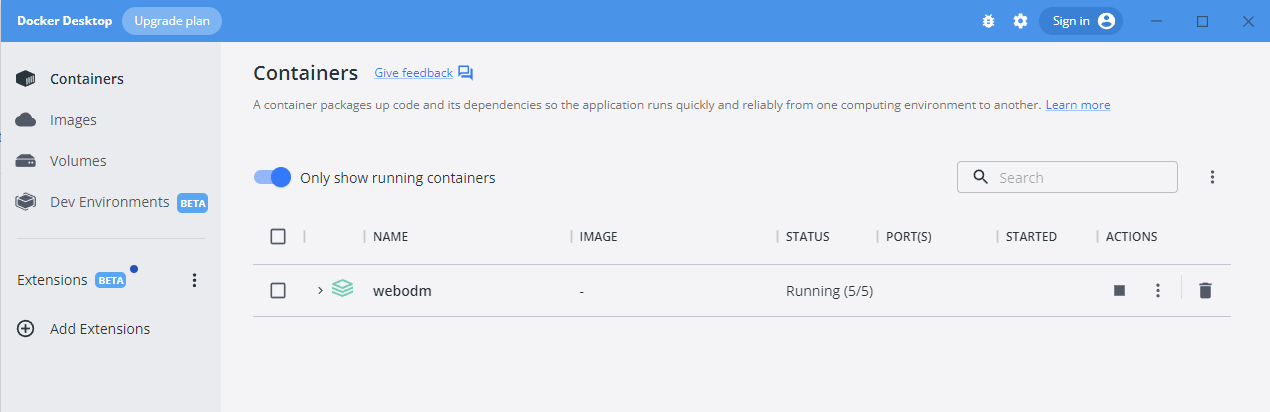 Docker Desktop Upgrade plan Sign in
Containers
Images
Volumes
Dev Environments BETA
Extensions BETA
Add Extensions
Containers Give feedback
A container packages up code and its dependencies so the application runs quickly and reliably from one computing environment to another. Learn more
Only show running containers Search
NAME IMAGE STATUS PORT(S) STARTED ACTIONS
webodm - Running (5/5)